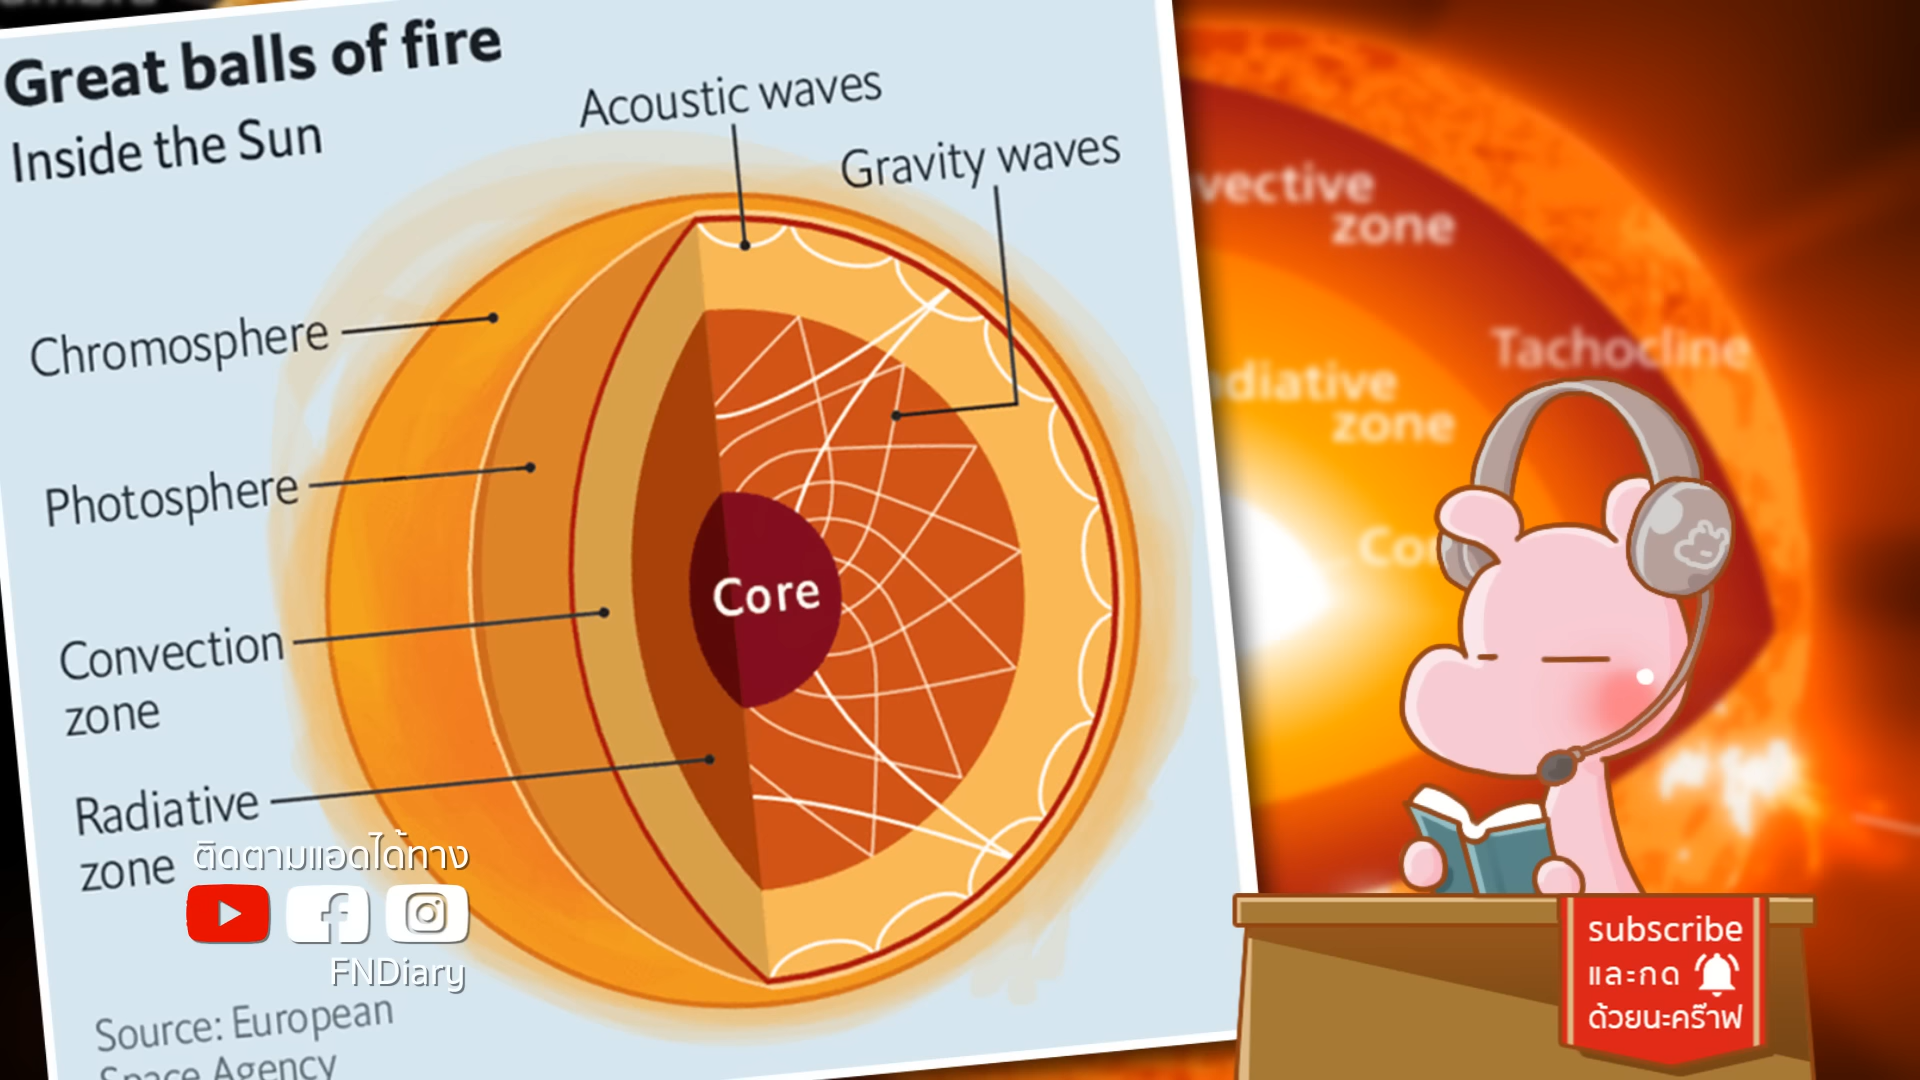 Great balls of fire
Inside the Sun
Acoustic waves
Gravity waves
Chromosphere
Photosphere
Convection
zone
Radiative
zone
Core
Source: European
Space Agency
zone
Tachocline
zone
ติดตามแอดได้ทาง
FNDiary
subscribe
และกด
ด้วยนะคร๊าฟ